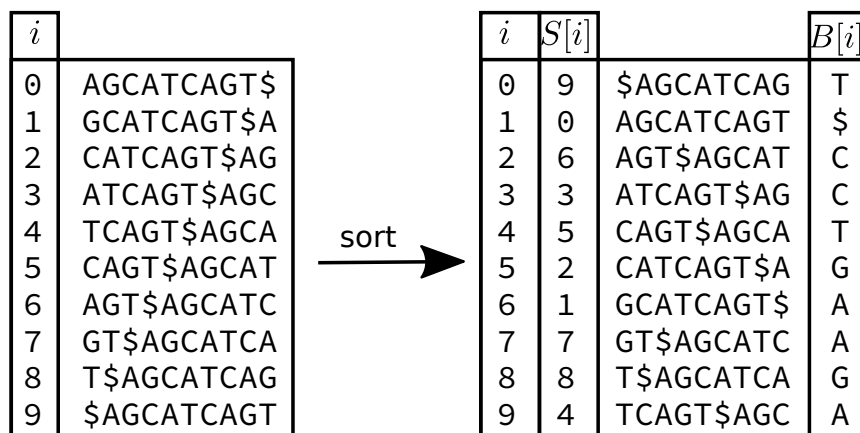 i i S[i] B[i]
0 AGCATCAGT$ 0 9 $AGCATCAG T
1 GCATCAGT$A 1 0 AGCATCAGT $
2 CATCAGT$AG 2 6 AGT$AGCAT C
3 ATCAGT$AGC 3 3 ATCAGT$AG C
4 TCAGT$AGCA 4 5 CAGT$AGCA T
sort
5 CAGT$AGCAT 5 2 CATCAGT$A G
6 AGT$AGCATC 6 1 GCATCAGT$ A
7 GT$AGCATCA 7 7 GT$AGCATC A
8 T$AGCATCAG 8 8 T$AGCATCA G
9 $AGCATCAGT 9 4 TCAGT$AGC A